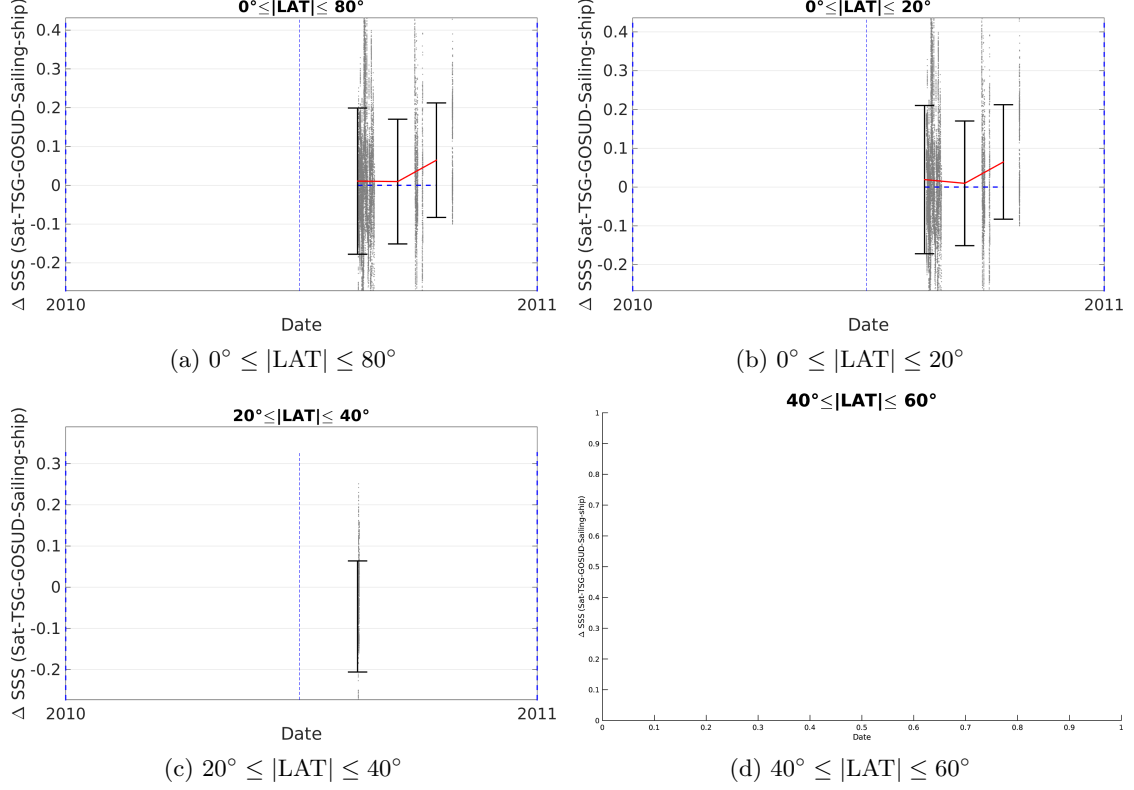 0°≤|LAT|≤ 80°
Δ SSS (Sat-TSG-GOSUD-Sailing-ship)
0.4
0.3
0.2
0.1
0
-0.1
-0.2
2010
2011
Date
(a) 0° ≤ |LAT| ≤ 80°
0°≤|LAT|≤ 20°
Δ SSS (Sat-TSG-GOSUD-Sailing-ship)
0.4
0.3
0.2
0.1
0
-0.1
-0.2
2010
2011
Date
(b) 0° ≤ |LAT| ≤ 20°
20°≤|LAT|≤ 40°
Δ SSS (Sat-TSG-GOSUD-Sailing-ship)
0.3
0.2
0.1
0
-0.1
-0.2
2010
2011
Date
(c) 20° ≤ |LAT| ≤ 40°
40°≤|LAT|≤ 60°
Δ SSS (Sat-TSG-GOSUD-Sailing-ship)
1
0.9
0.8
0.7
0.6
0.5
0.4
0.3
0.2
0.1
0
0 0.1 0.2 0.3 0.4 0.5 0.6 0.7 0.8 0.9 1
Date
(d) 40° ≤ |LAT| ≤ 60°